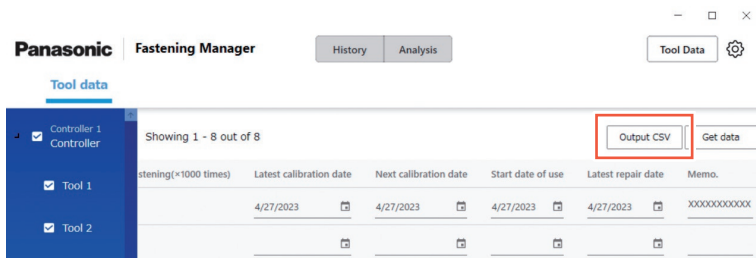 Panasonic Fastening Manager History Analysis Tool Data
Tool data
Controller 1
Controller
Showing 1 - 8 out of 8 Output CSV Get data
stening(×1000 times) Latest calibration date Next calibration date Start date of use Latest repair date Memo.
Tool 1
4/27/2023 4/27/2023 4/27/2023 4/27/2023 XXXXXXXXXXX
Tool 2